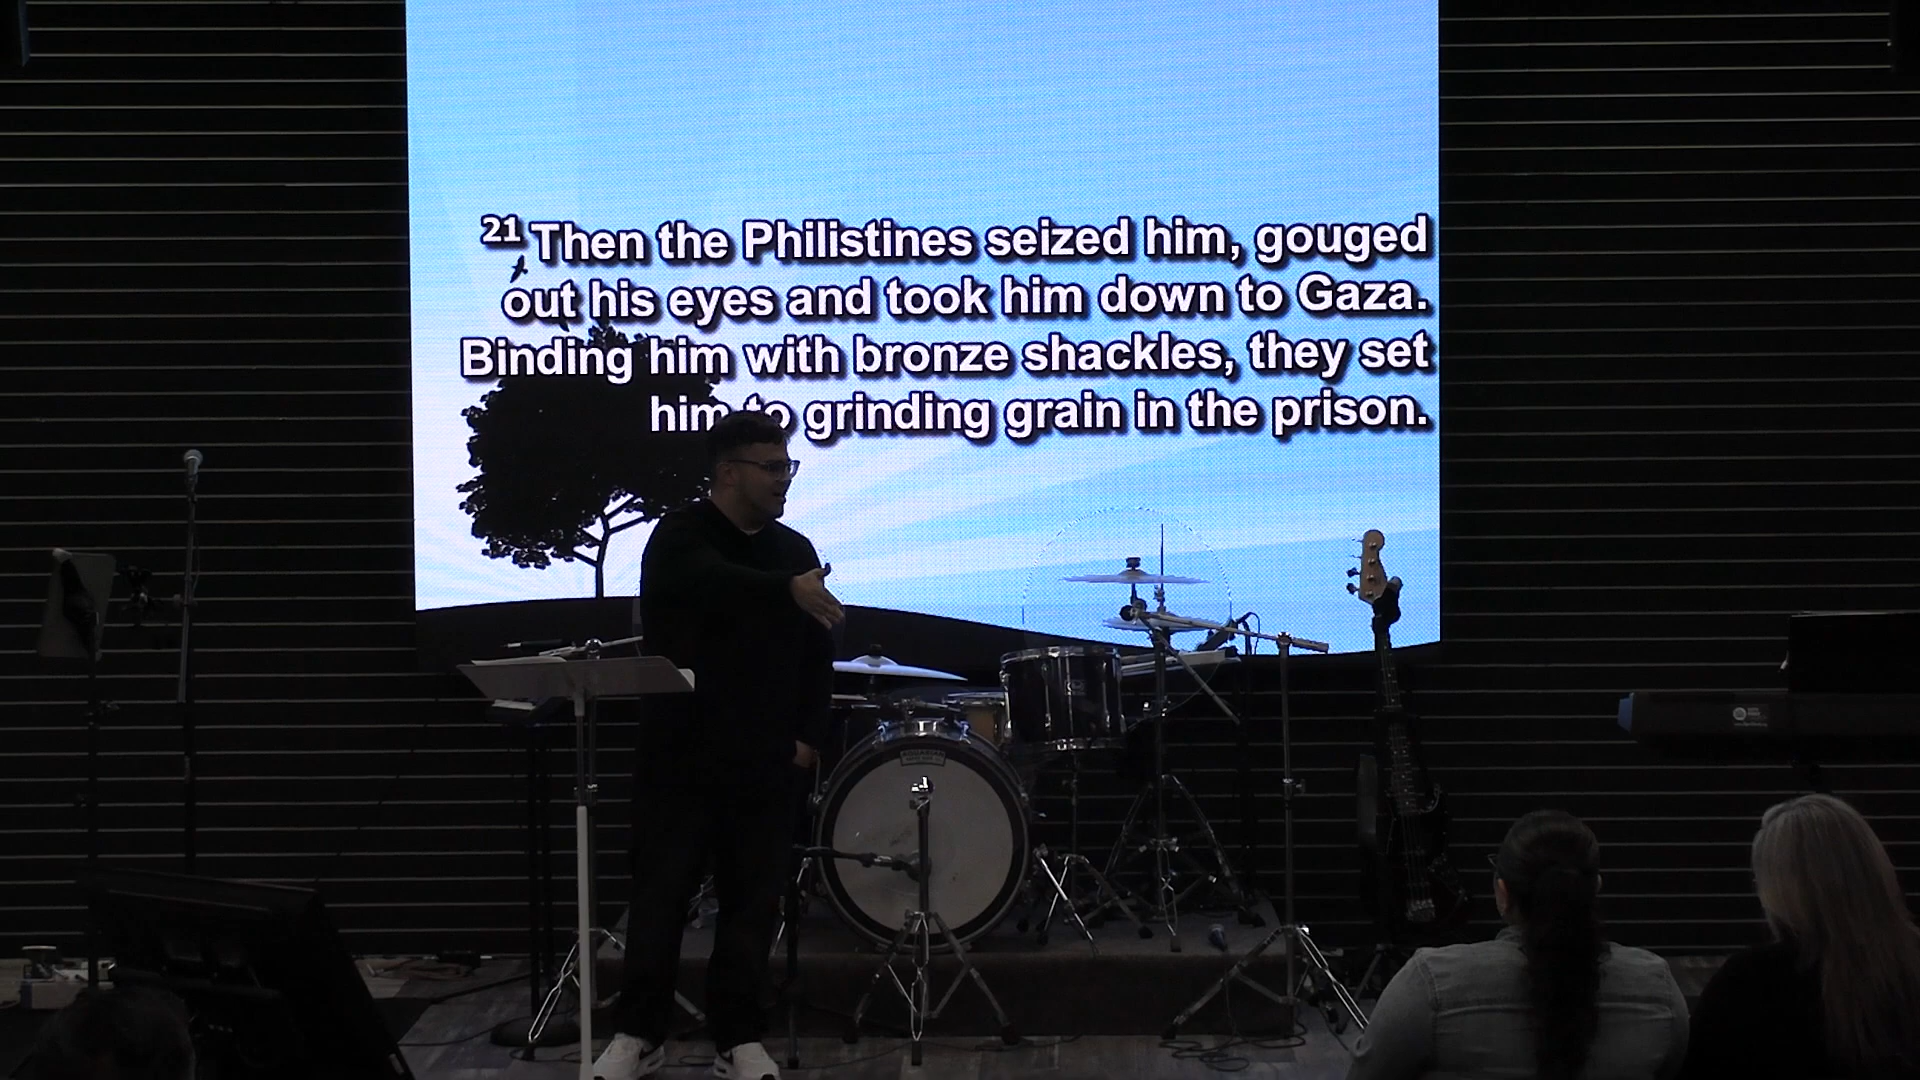 21 Then the Philistines seized him, gouged
out his eyes and took him down to Gaza.
Binding him with bronze shackles, they set
him to grinding grain in the prison.